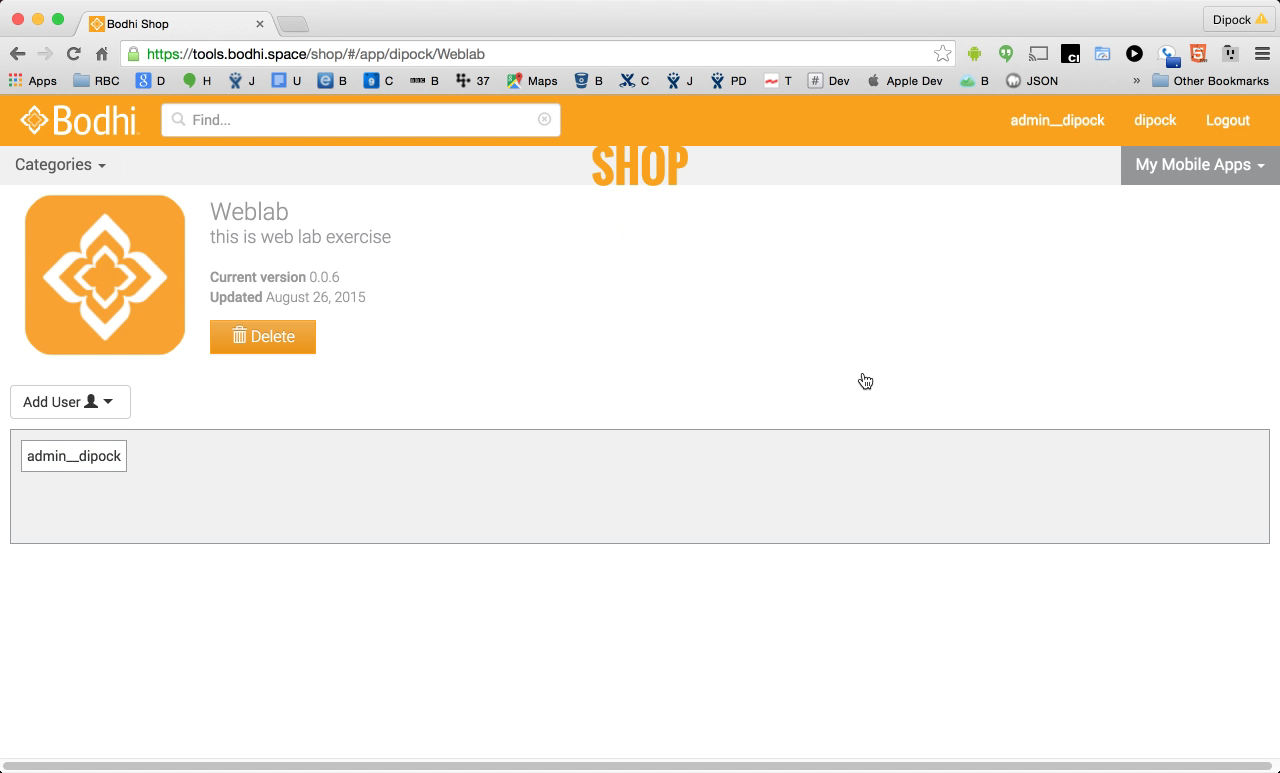 Bodhi Shop
Dipock
https://tools.bodhi.space/shop/#/app/dipock/Weblab
Apps RBC D H J U B C BBC B 37 Maps B C J PD T # Dev Apple Dev B JSON » Other Bookmarks
Bodhi Find... admin__dipock dipock Logout
Categories SHOP My Mobile Apps
Weblab
this is web lab exercise
Current version 0.0.6
Updated August 26, 2015
Delete
Add User
admin__dipock